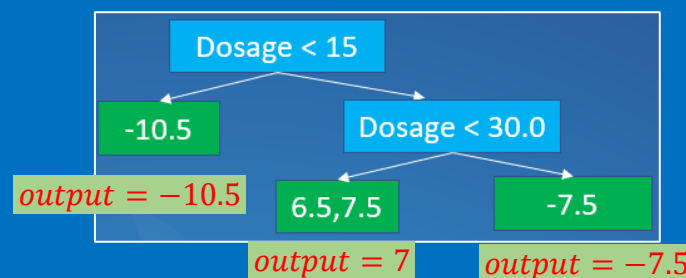 Dosage < 15
-10.5
Dosage < 30.0
output = −10.5
6.5,7.5
-7.5
output = 7
output = −7.5